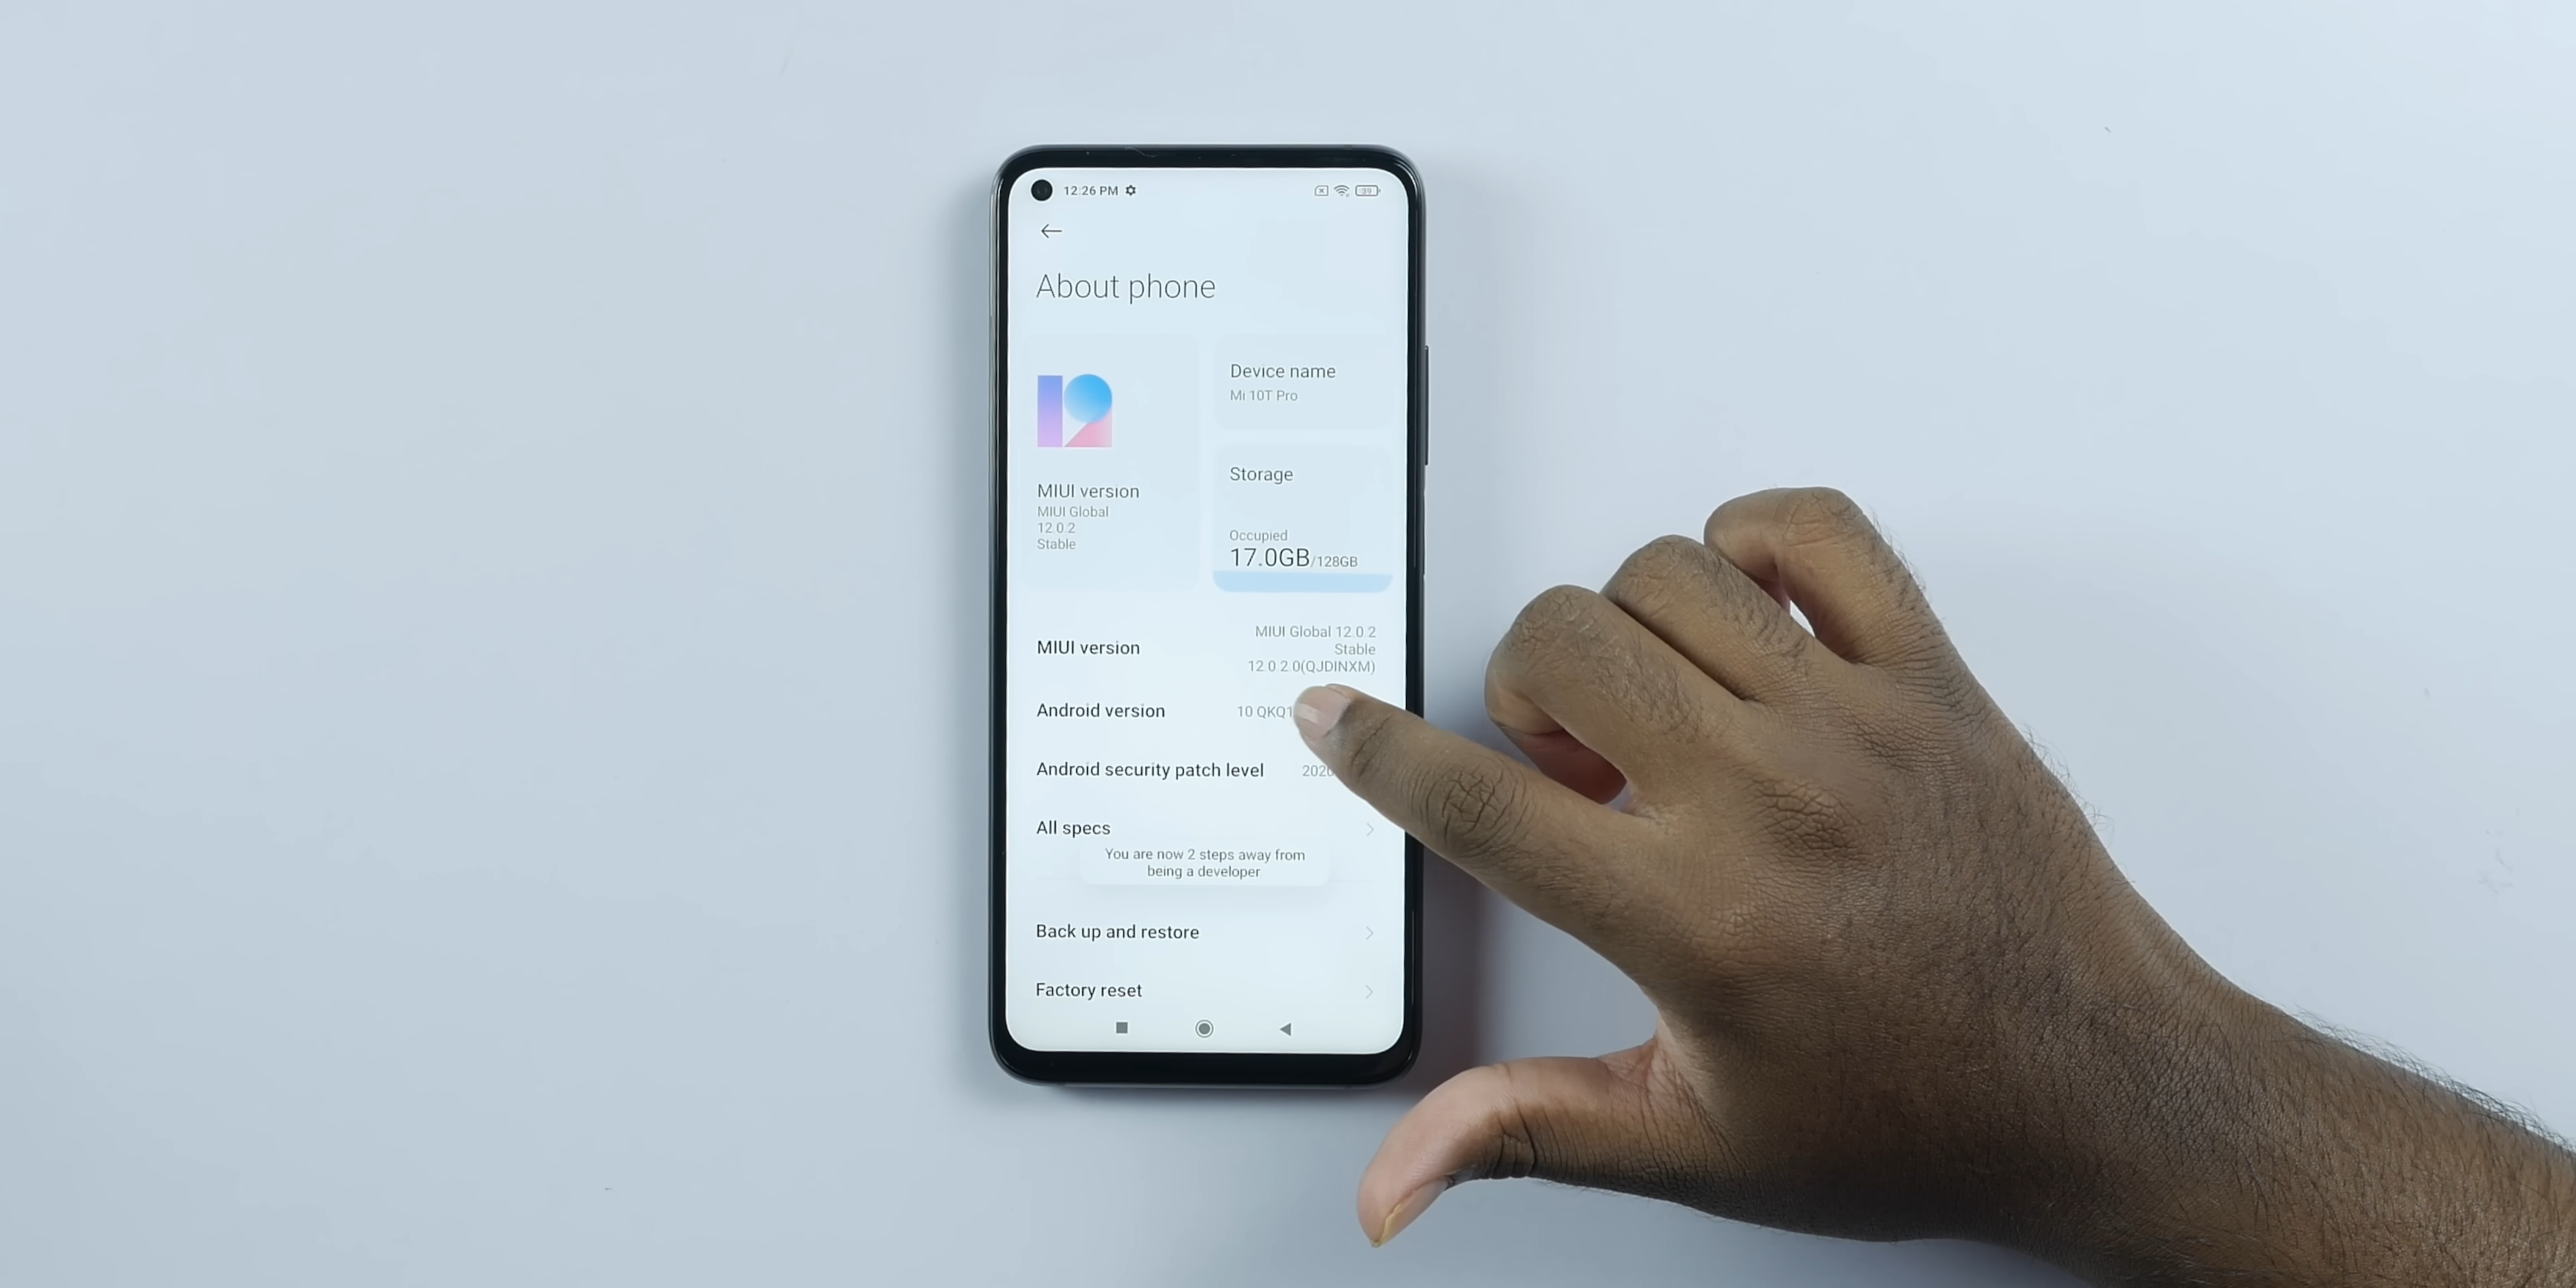 12:26 PM
39
About phone
MIUI version
MIUI Global
12.0.2
Stable
Device name
Mi 10T Pro
Storage
Occupied
17.0GB/128GB
MIUI version
MIUI Global 12.0.2
Stable
12.0.2.0(QJDINXM)
Android version
10 QKQ1
Android security patch level
2020
All specs
You are now 2 steps away from
being a developer
Back up and restore
Factory reset